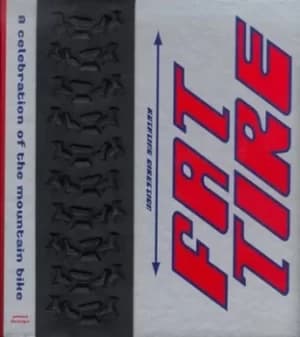 a celebration of the mountain bike
FAT
TIRE